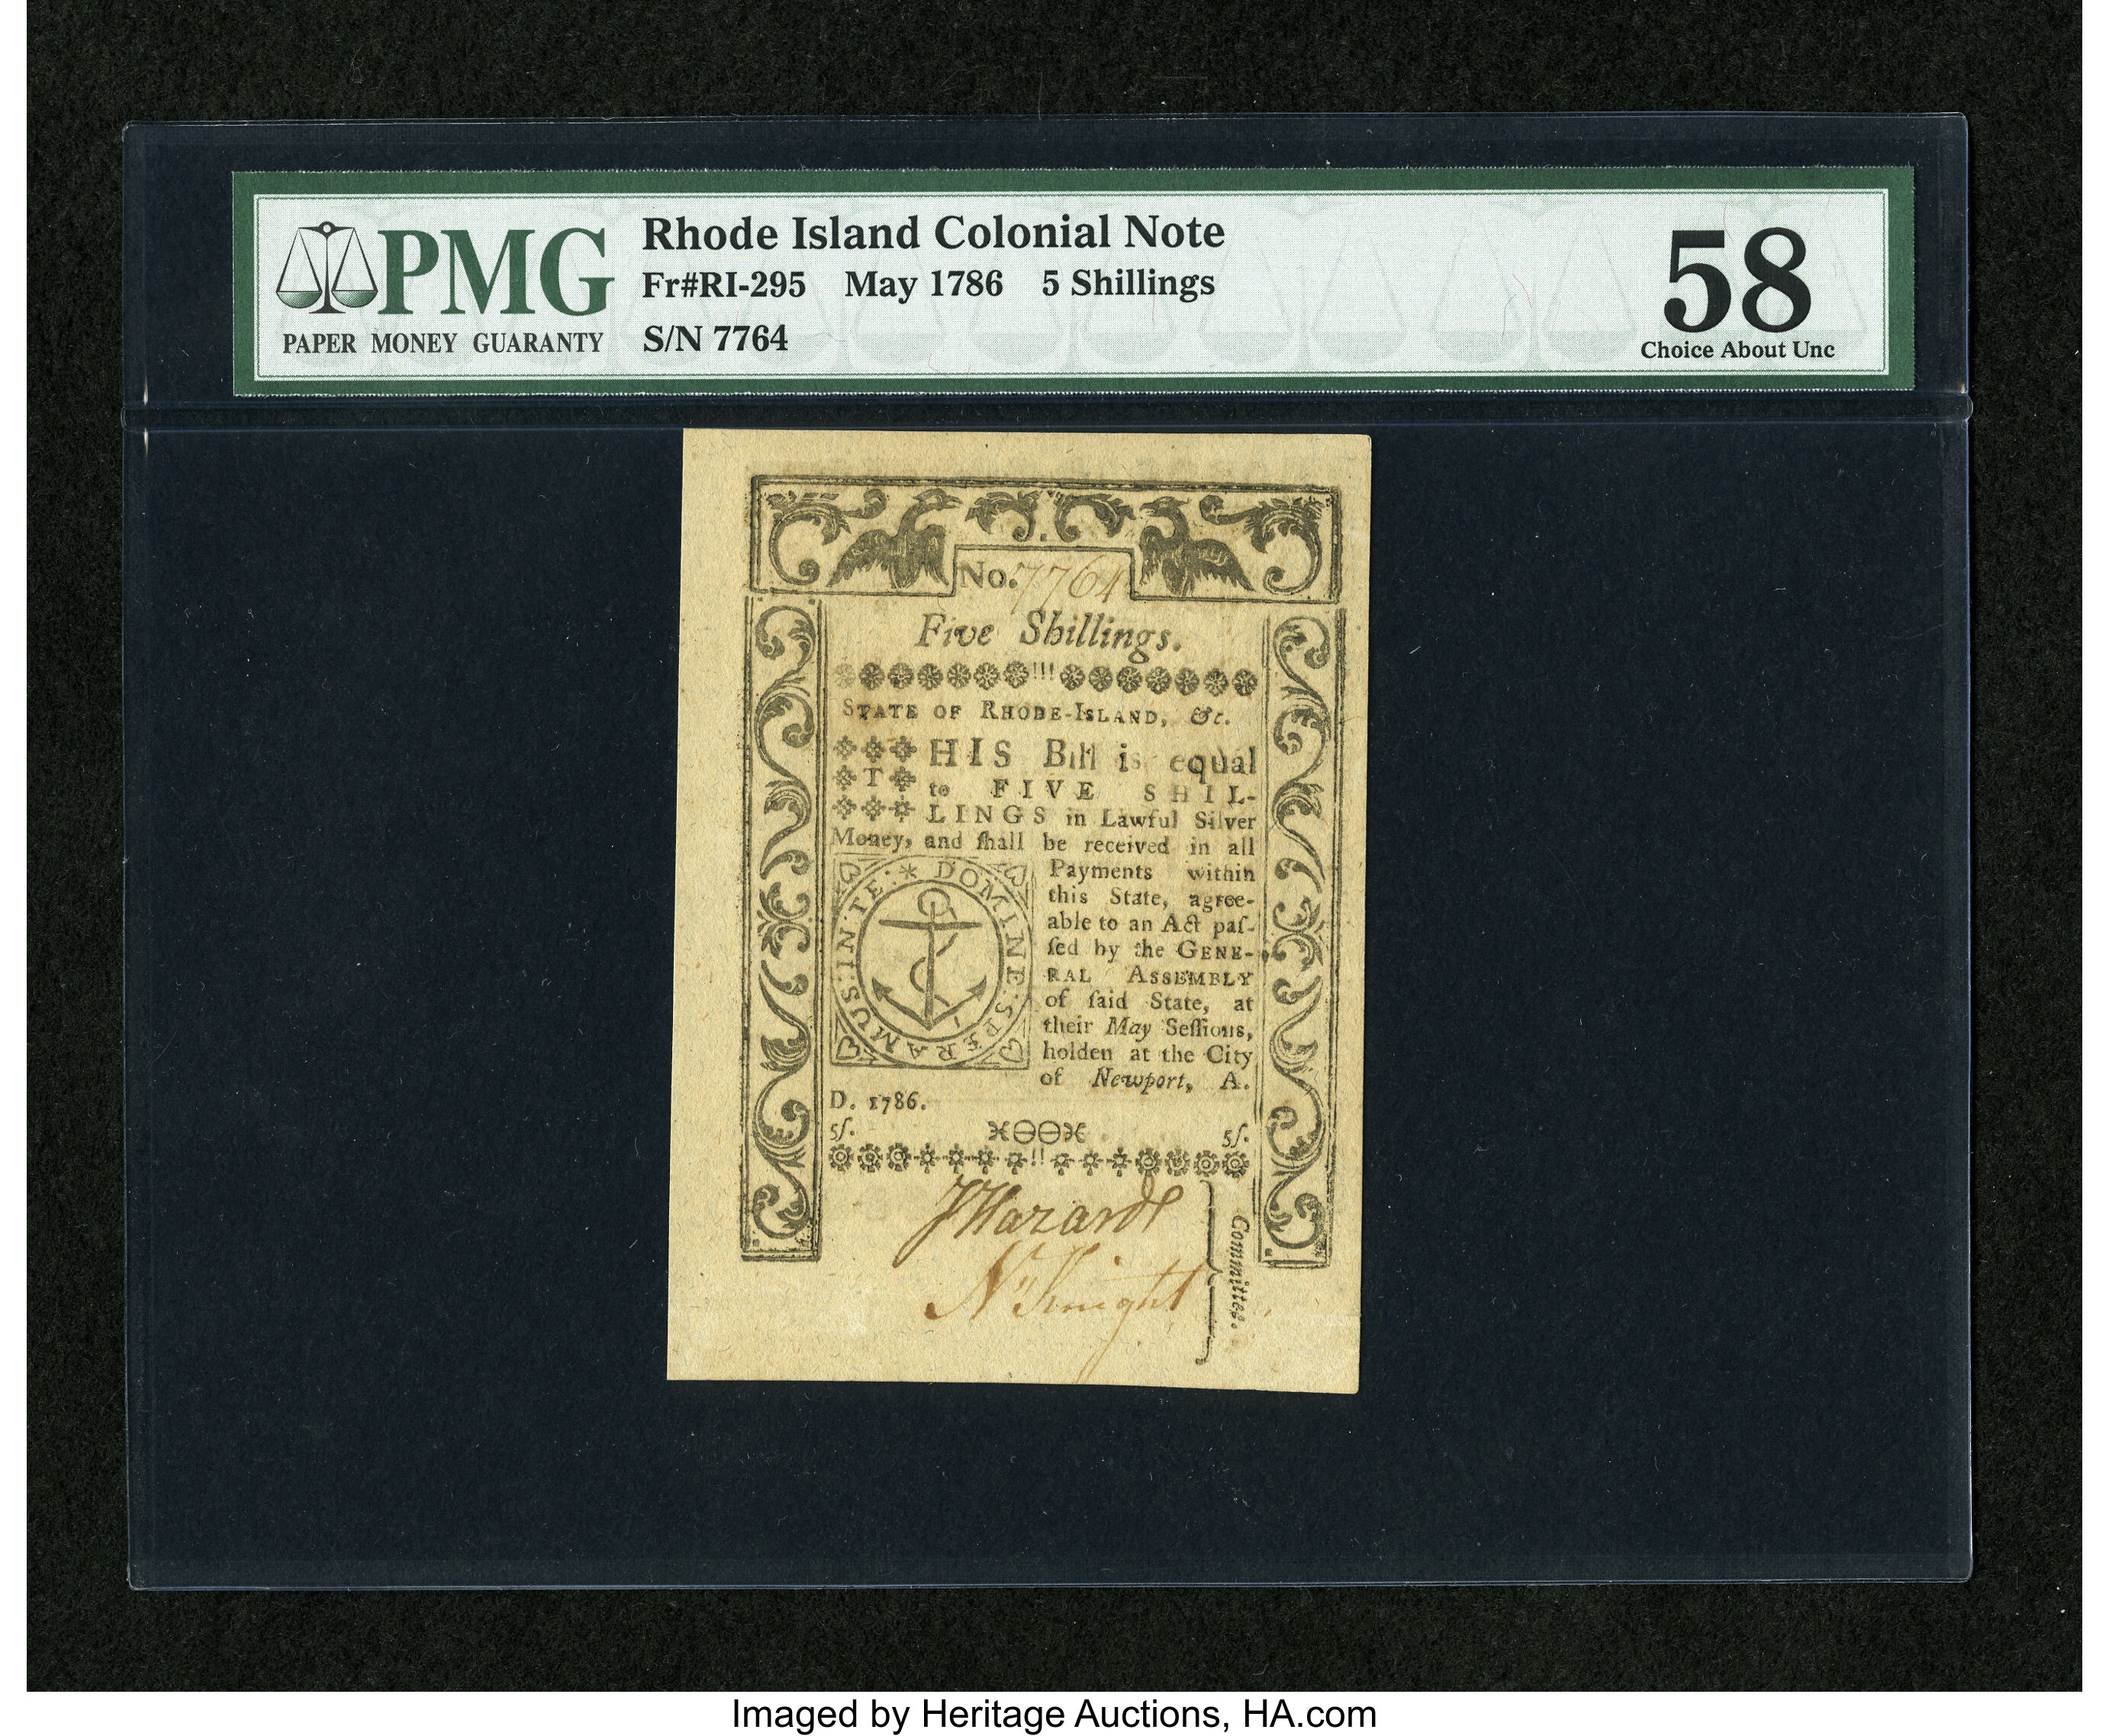 PMG
PAPER MONEY GUARANTY
Rhode Island Colonial Note
Fr#RI-295 May 1786 5 Shillings
S/N 7764
58
Choice About Unc
No. 7764
Five Shillings.
STATE OF RHODE-ISLAND, &c.
THIS Bill is equal
to FIVE SHIL-
LINGS in Lawful Silver
Money, and ſhall be received in all
Payments within
this State, agree-
able to an Act paſ-
ſed by the GENE-
RAL ASSEMBLY
of ſaid State, at
their May Seſſions,
holden at the City
of Newport, A.
D. 1786.
IN TE * DOMINE SPERAMUS
5ſ. 5ſ.
JHazard
N Knight
Committee.
Imaged by Heritage Auctions, HA.com